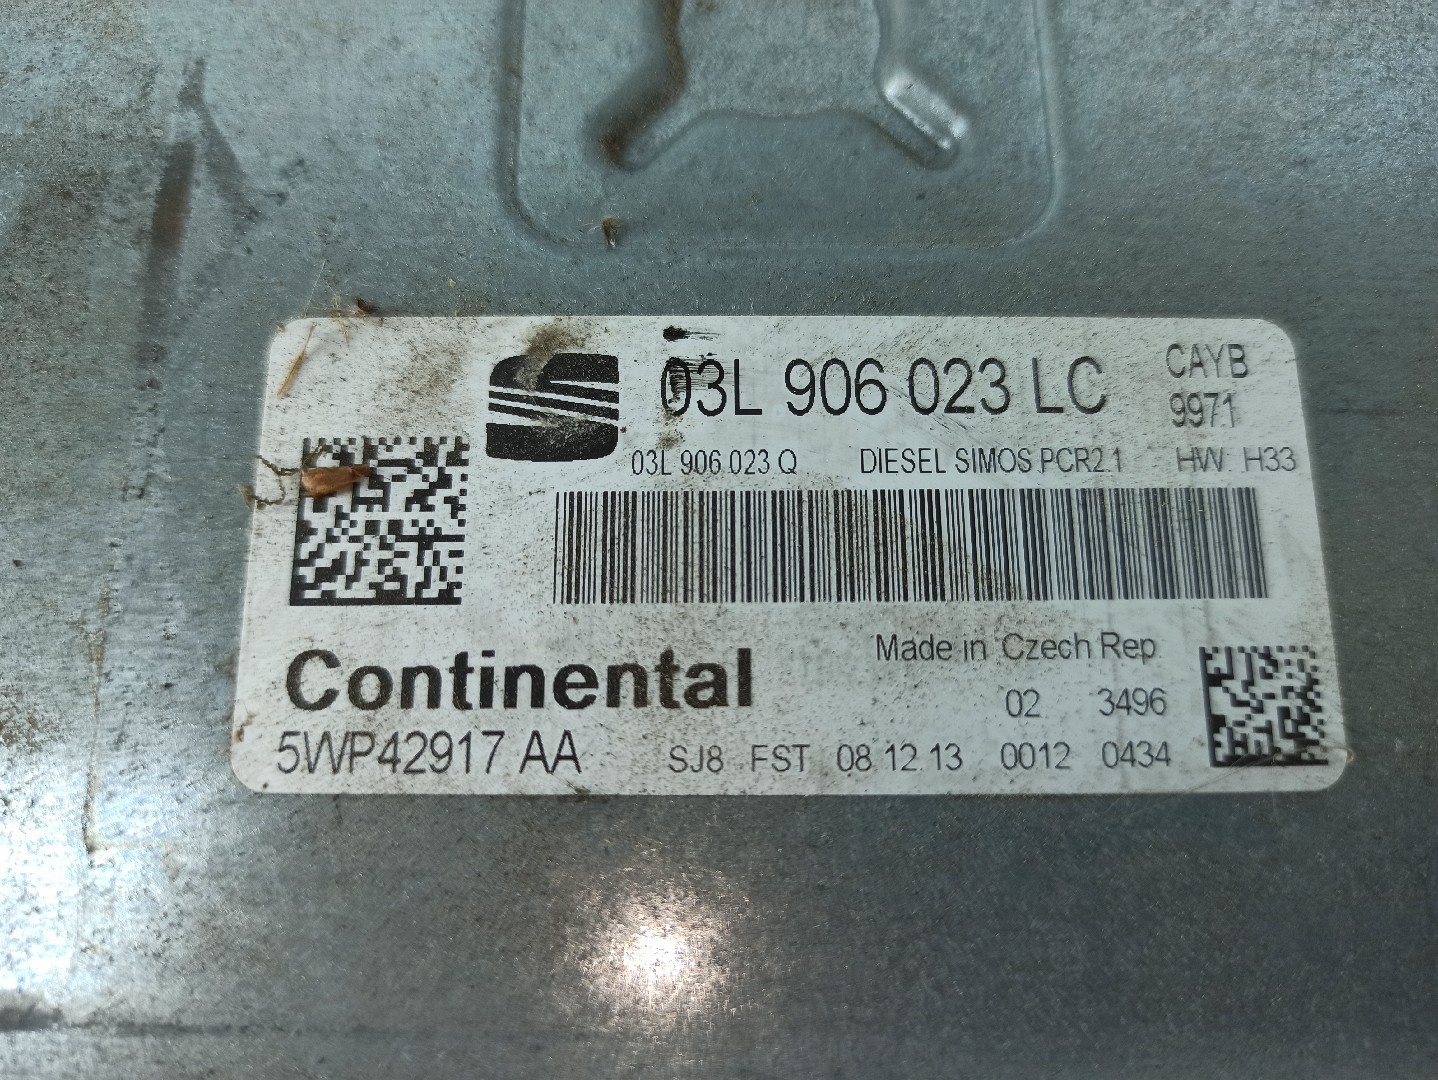 03L 906 023 LC CAYB
9971
03L 906 023 Q DIESEL SIMOS PCR2.1 HW: H33
Made in Czech Rep
Continental 02 3496
5WP42917 AA SJ8 FST 08.12.13 0012 0434